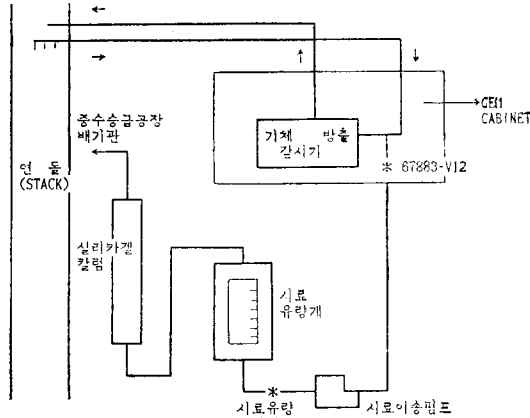 중수승급공장
배기관
연 돌
(STACK)
기체 방출
감시기
GEM
CABINET
* 67883-V12
실리카겔
칼럼
시료
유량계
시료유량
시료이송펌프